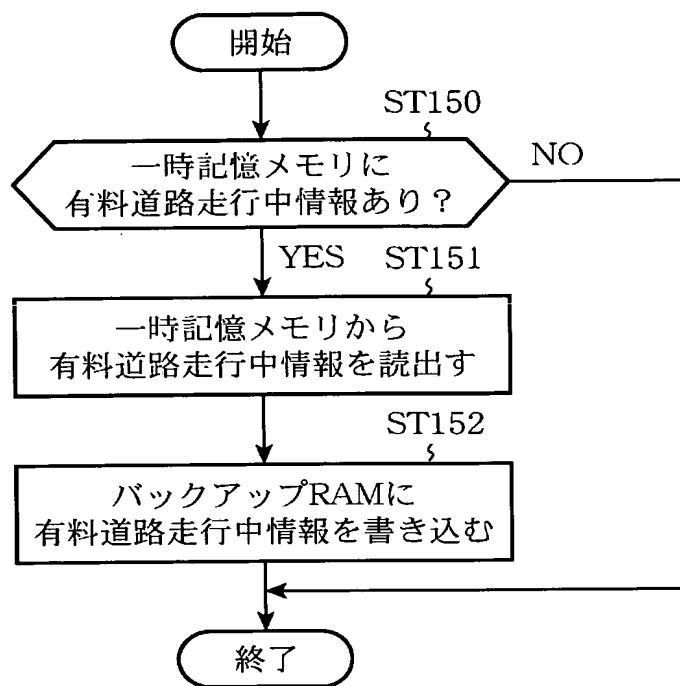 開始
ST150
一時記憶メモリに
有料道路走行中情報あり？
NO
YES
ST151
一時記憶メモリから
有料道路走行中情報を読出す
ST152
バックアップRAMに
有料道路走行中情報を書き込む
終了